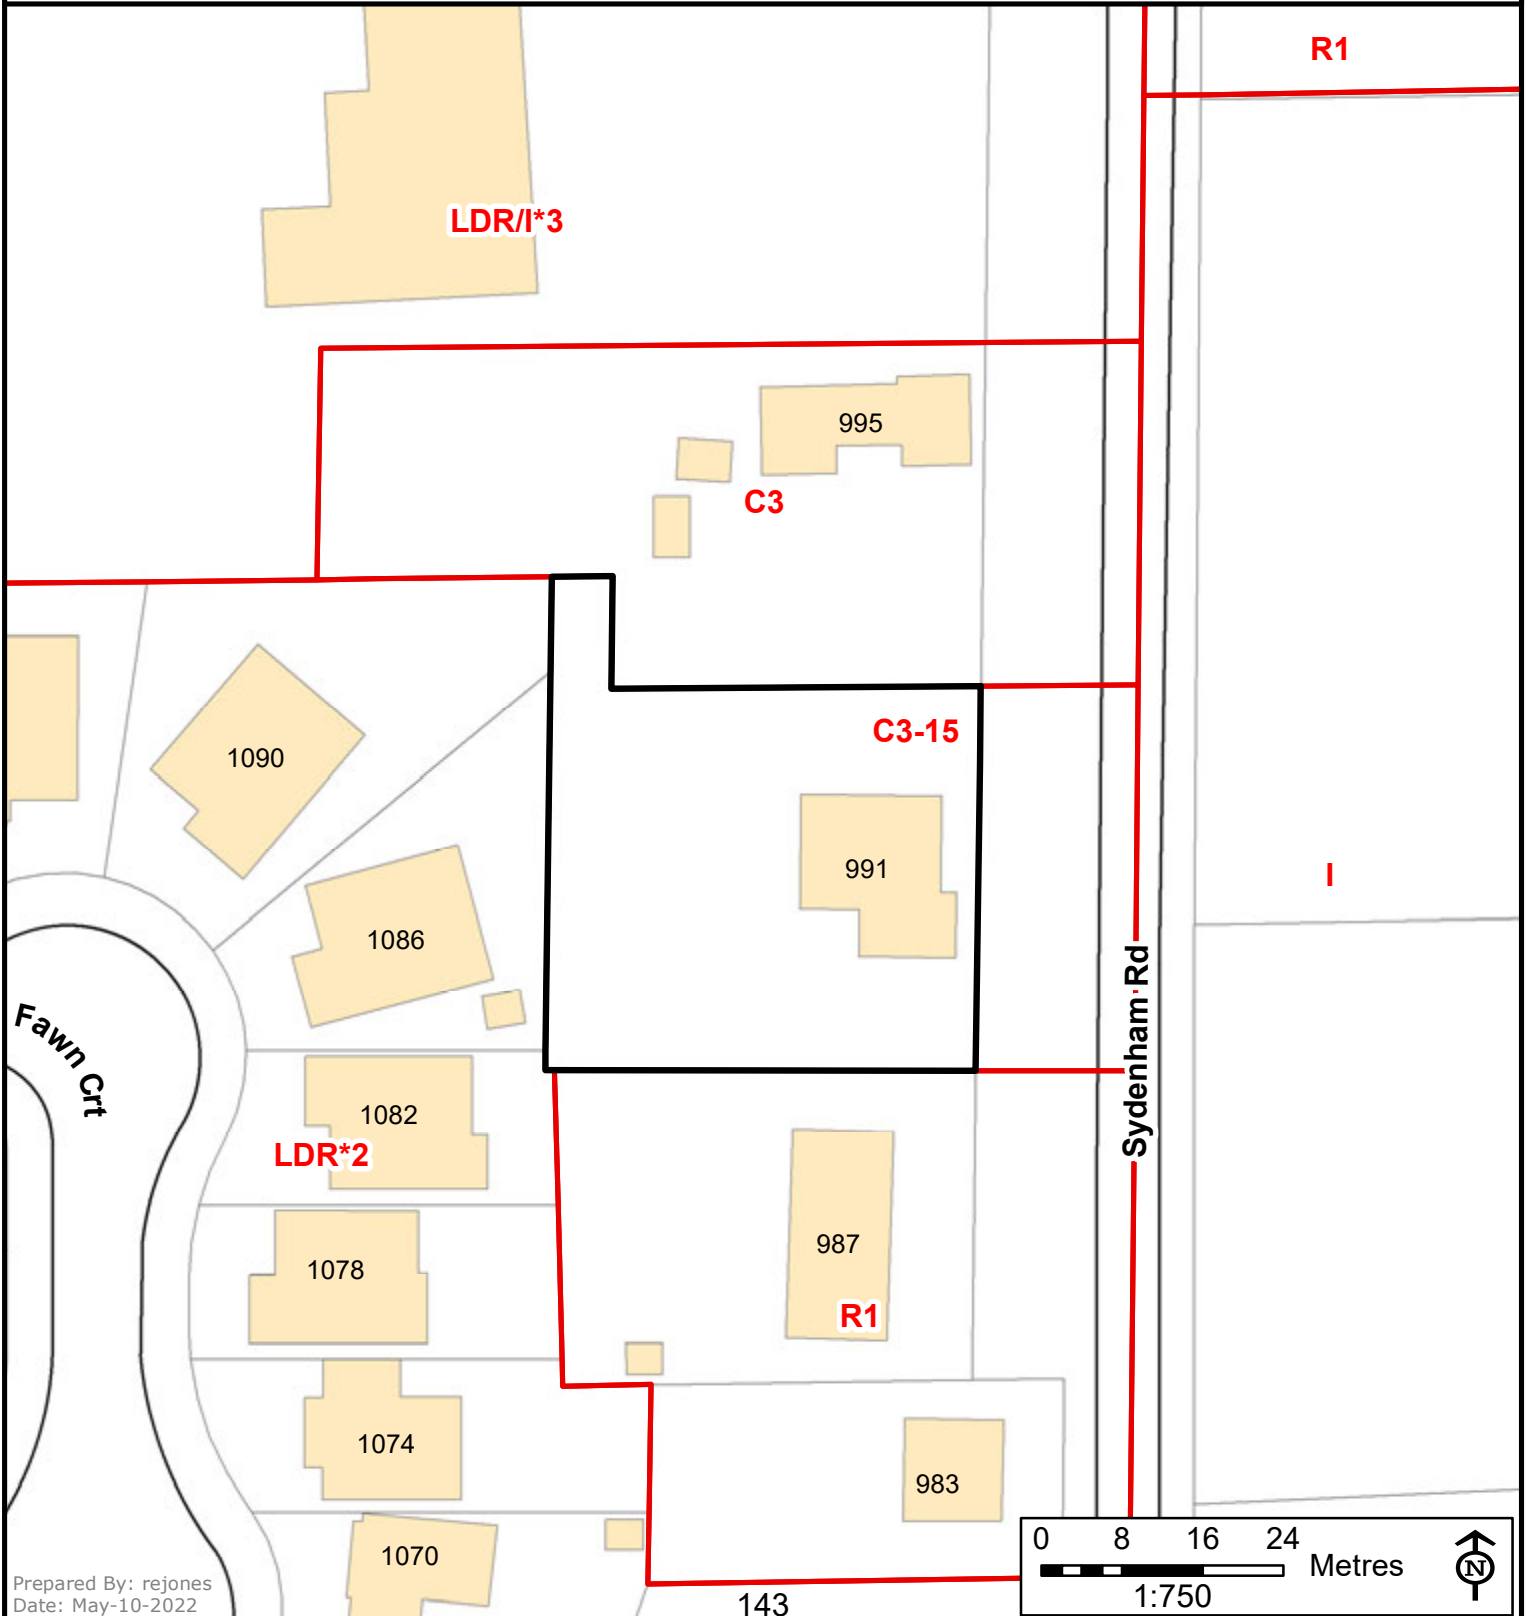 R1
LDR/I*3
995
C3
C3-15
1090
991
I
1086
Fawn Crt
Sydenham Rd
1082
LDR*2
987
1078
R1
1074
983
1070
0 8 16 24
Metres
N
1:750
Prepared By: rejones
Date: May-10-2022
143